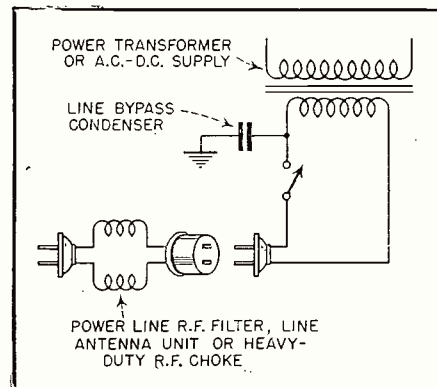 POWER TRANSFORMER
OR A.C.-D.C. SUPPLY
LINE BYPASS
CONDENSER
POWER LINE R.F. FILTER, LINE
ANTENNA UNIT OR HEAVY-
DUTY R.F. CHOKE